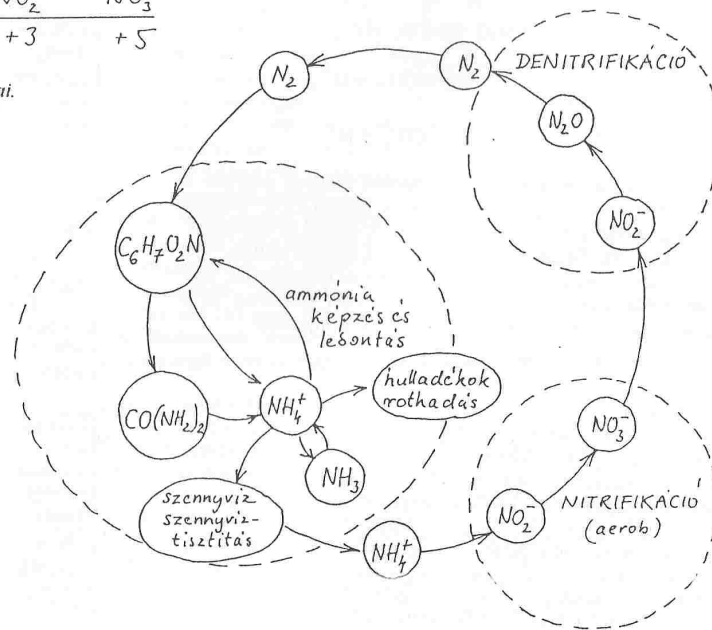 NO₂ NO₃
+3 +5
ai.
N₂
N₂
DENITRIFIKÁCIÓ
N₂O
NO₂⁻
C₆H₇O₂N
ammónia
képzés és
lebontás
CO(NH₂)₂
NH₄⁺
hulladékok
rothadás
NH₃
NO₃⁻
szennyvíz
szennyvíz-
tisztítás
NH₄⁺
NO₂⁻
NITRIFIKÁCIÓ
(aerob)